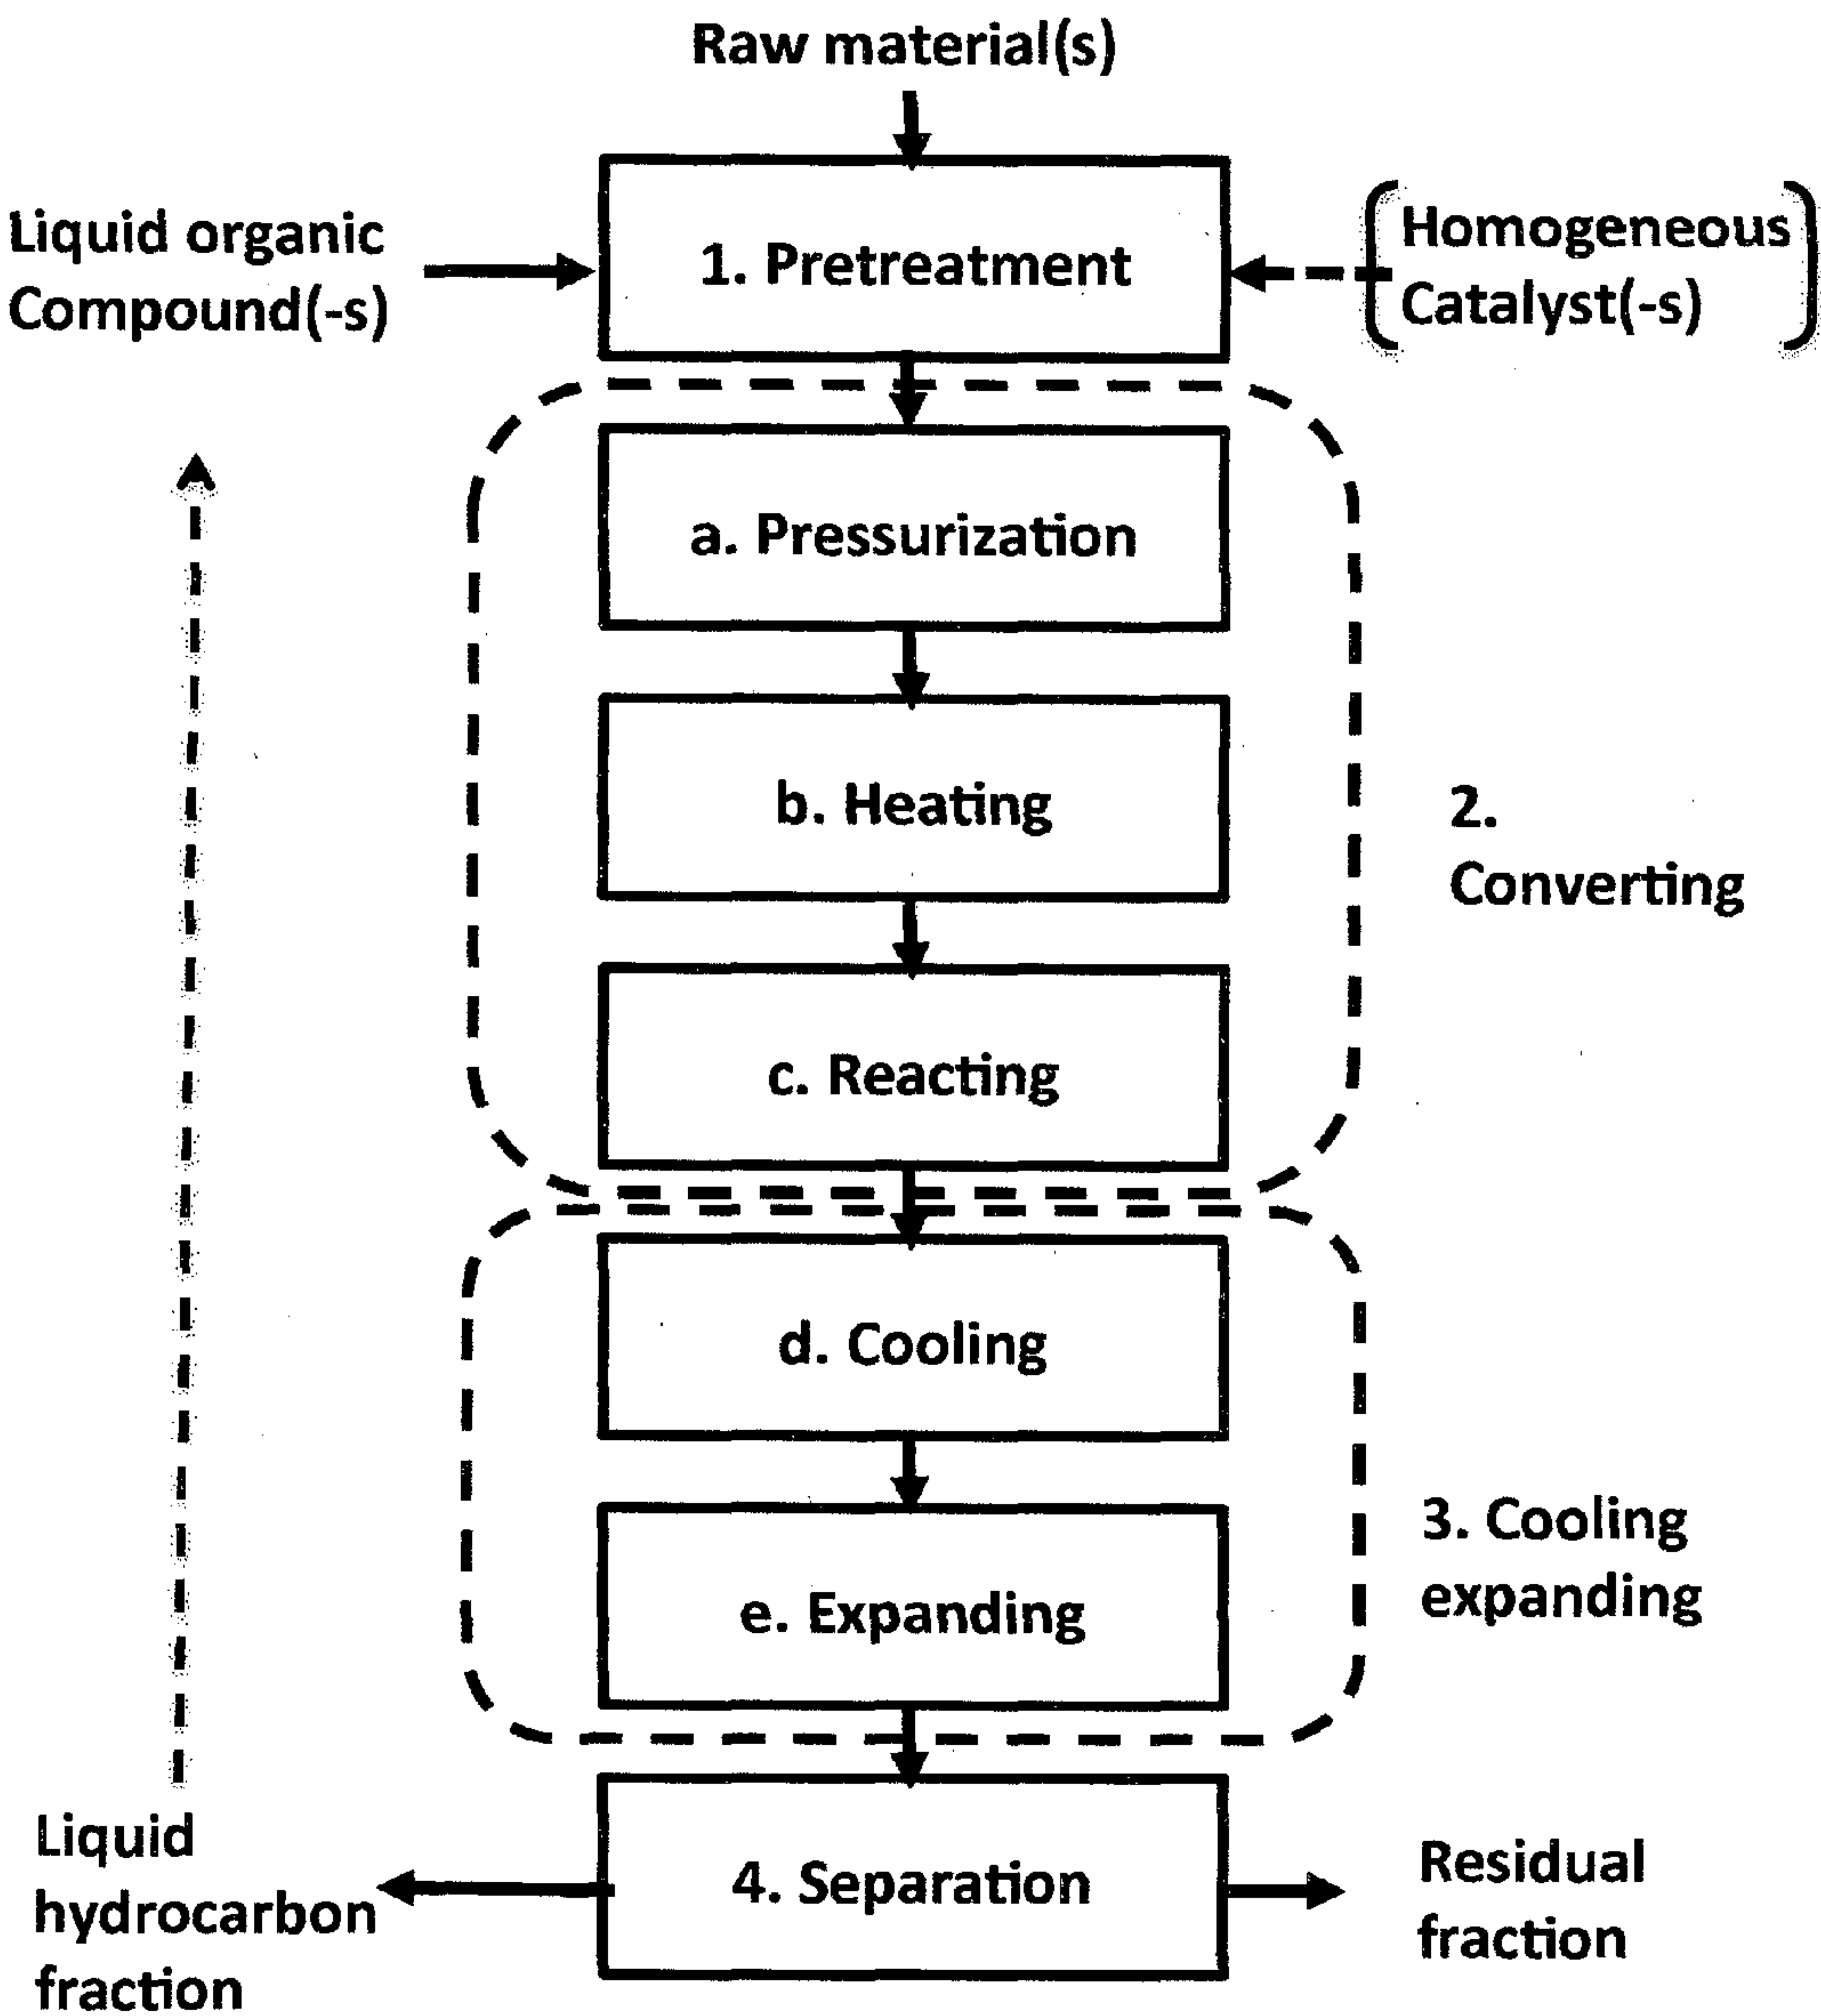 Raw material(s)
Liquid organic
Compound(-s)
1. Pretreatment
Homogeneous
Catalyst(-s)
a. Pressurization
b. Heating
2.
Converting
c. Reacting
d. Cooling
e. Expanding
3. Cooling
expanding
Liquid
hydrocarbon
fraction
4. Separation
Residual
fraction